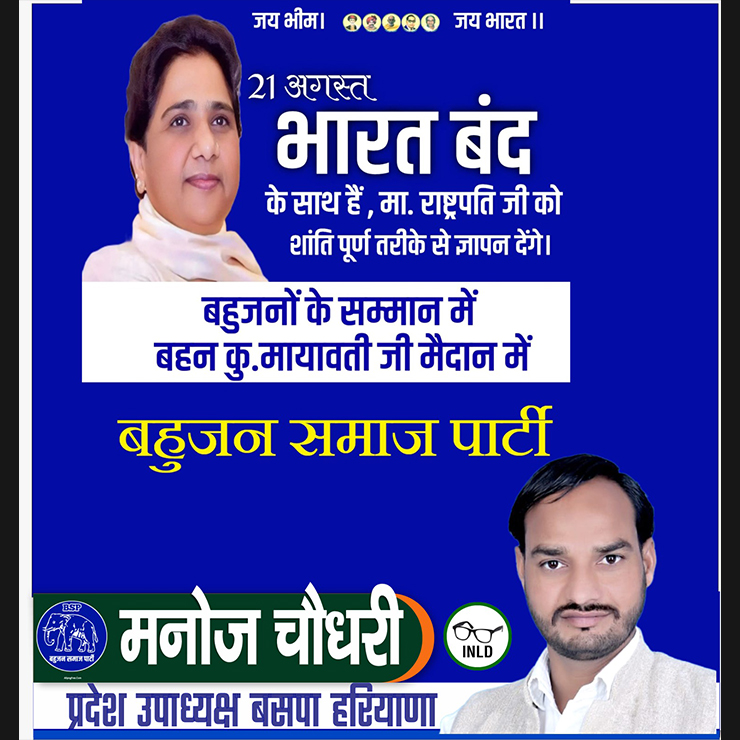 जय भीम। जय भारत ।।
21 अगस्त
भारत बंद
के साथ हैं , मा. राष्ट्रपति जी को
शांति पूर्ण तरीके से ज्ञापन देंगे।
बहुजनों के सम्मान में
बहन कु.मायावती जी मैदान में
बहुजन समाज पार्टी
BSP
बहुजन समाज पार्टी
मनोज चौधरी
INLD
प्रदेश उपाध्यक्ष बसपा हरियाणा